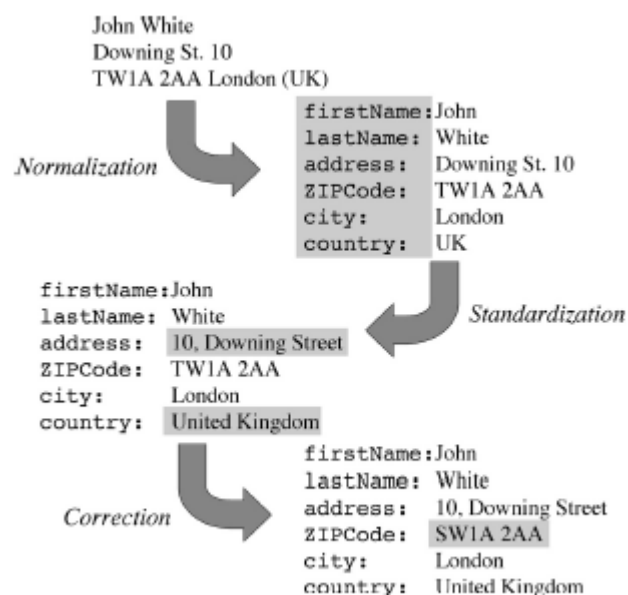 John White
Downing St. 10
TW1A 2AA London (UK)
Normalization
firstName: John
lastName: White
address: Downing St. 10
ZIPCode: TW1A 2AA
city: London
country: UK
Standardization
firstName: John
lastName: White
address: 10, Downing Street
ZIPCode: TW1A 2AA
city: London
country: United Kingdom
Correction
firstName: John
lastName: White
address: 10, Downing Street
ZIPCode: SW1A 2AA
city: London
country: United Kingdom